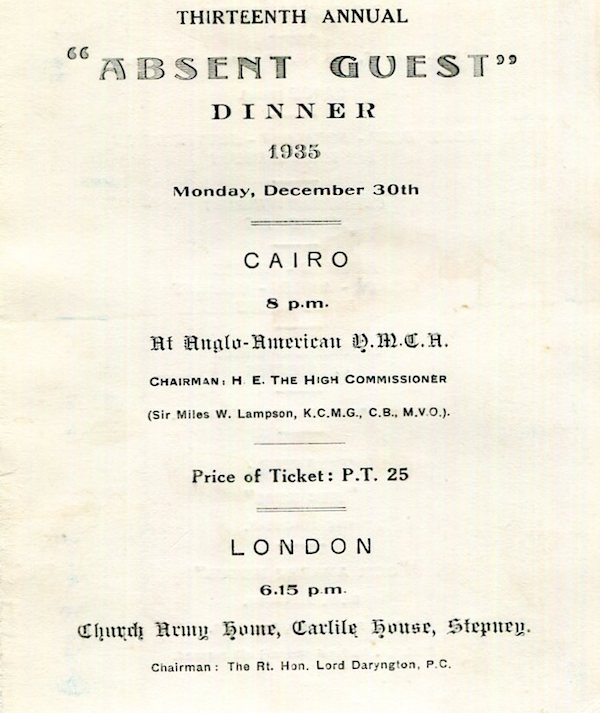 THIRTEENTH ANNUAL
"ABSENT GUEST"
DINNER
1935
Monday, December 30th
CAIRO
8 p.m.
At Anglo-American Y.M.C.A.
CHAIRMAN: H. E. THE HIGH COMMISSIONER
(Sir Miles W. Lampson, K.C.M.G., C.B., M.V.O.).
Price of Ticket: P.T. 25
LONDON
6.15 p.m.
Church Army Home, Carlile House, Stepney.
Chairman: The Rt. Hon. Lord Daryngton, P.C.